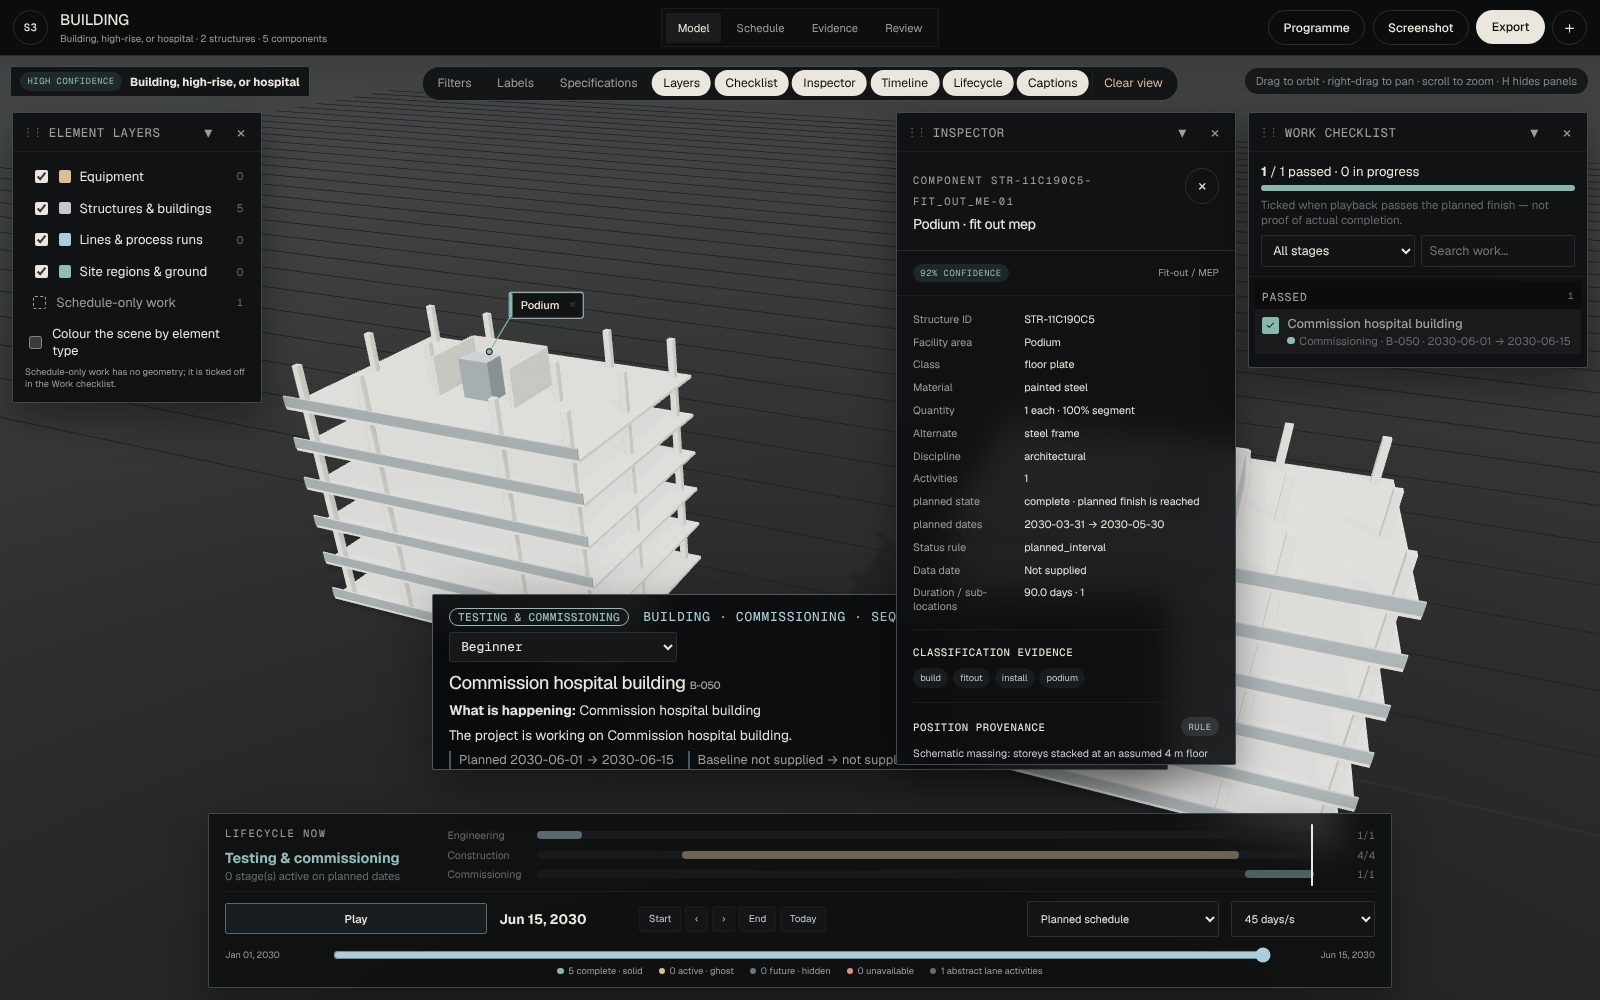 S3
BUILDING
Building, high-rise, or hospital · 2 structures · 5 components
Model
Schedule
Evidence
Review
Programme
Screenshot
Export
+
HIGH CONFIDENCE
Building, high-rise, or hospital
Filters
Labels
Specifications
Layers
Checklist
Inspector
Timeline
Lifecycle
Captions
Clear view
Drag to orbit · right-drag to pan · scroll to zoom · H hides panels
ELEMENT LAYERS
Equipment 0
Structures & buildings 5
Lines & process runs 0
Site regions & ground 0
Schedule-only work 1
Colour the scene by element
type
Schedule-only work has no geometry; it is ticked off
in the Work checklist.
Podium
INSPECTOR
COMPONENT STR-11C190C5-
FIT_OUT_ME-01
Podium · fit out mep
92% CONFIDENCE
Fit-out / MEP
Structure ID STR-11C190C5
Facility area Podium
Class floor plate
Material painted steel
Quantity 1 each · 100% segment
Alternate steel frame
Discipline architectural
Activities 1
planned state complete · planned finish is reached
planned dates 2030-03-31 → 2030-05-30
Status rule planned_interval
Data date Not supplied
Duration / sub- 90.0 days · 1
locations
CLASSIFICATION EVIDENCE
build
fitout
install
podium
POSITION PROVENANCE
RULE
Schematic massing: storeys stacked at an assumed 4 m floor
WORK CHECKLIST
1 / 1 passed · 0 in progress
Ticked when playback passes the planned finish — not
proof of actual completion.
All stages
Search work…
PASSED 1
Commission hospital building
Commissioning · B-050 · 2030-06-01 → 2030-06-15
TESTING & COMMISSIONING
BUILDING · COMMISSIONING · SEQ
Beginner
Commission hospital building B-050
What is happening: Commission hospital building
The project is working on Commission hospital building.
Planned 2030-06-01 → 2030-06-15
Baseline not supplied → not suppl
LIFECYCLE NOW
Testing & commissioning
0 stage(s) active on planned dates
Engineering 1/1
Construction 4/4
Commissioning 1/1
Play
Jun 15, 2030
Start
‹
›
End
Today
Planned schedule
45 days/s
Jan 01, 2030
Jun 15, 2030
5 complete · solid
0 active · ghost
0 future · hidden
0 unavailable
1 abstract lane activities